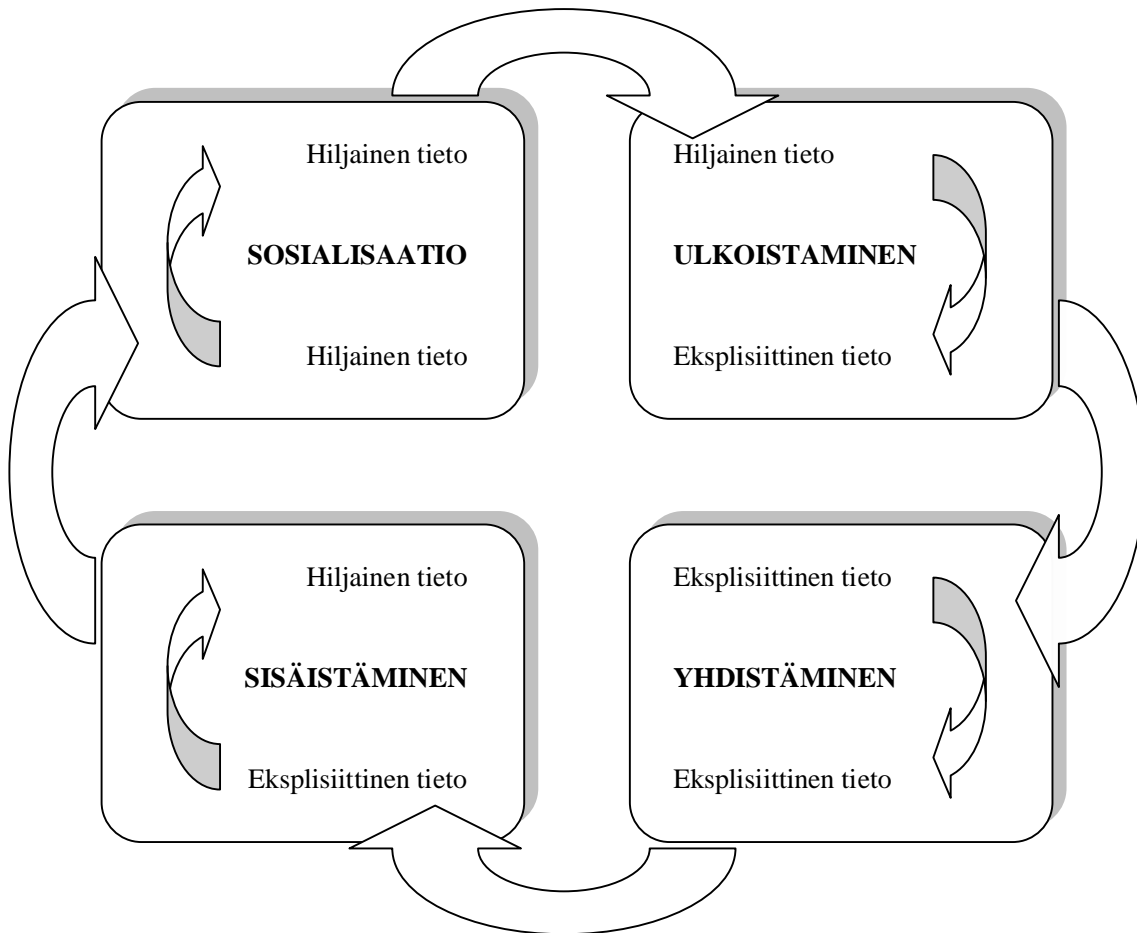 Hiljainen tieto
SOSIALISAATIO
Hiljainen tieto
Hiljainen tieto
ULKOISTAMINEN
Eksplisiittinen tieto
Hiljainen tieto
SISÄISTÄMINEN
Eksplisiittinen tieto
Eksplisiittinen tieto
YHDISTÄMINEN
Eksplisiittinen tieto